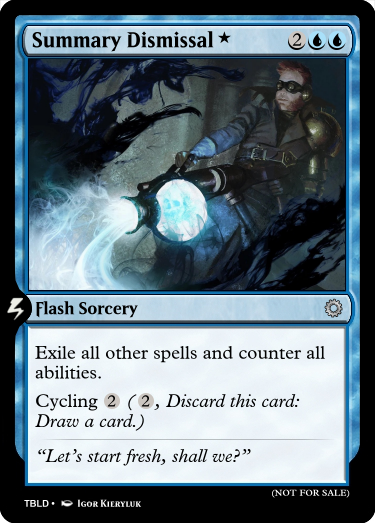 Summary Dismissal ★ 2
Flash Sorcery
Exile all other spells and counter all
abilities.
Cycling 2 (2, Discard this card:
Draw a card.)
“Let’s start fresh, shall we?”
(NOT FOR SALE)
TBLD • Igor Kieryluk